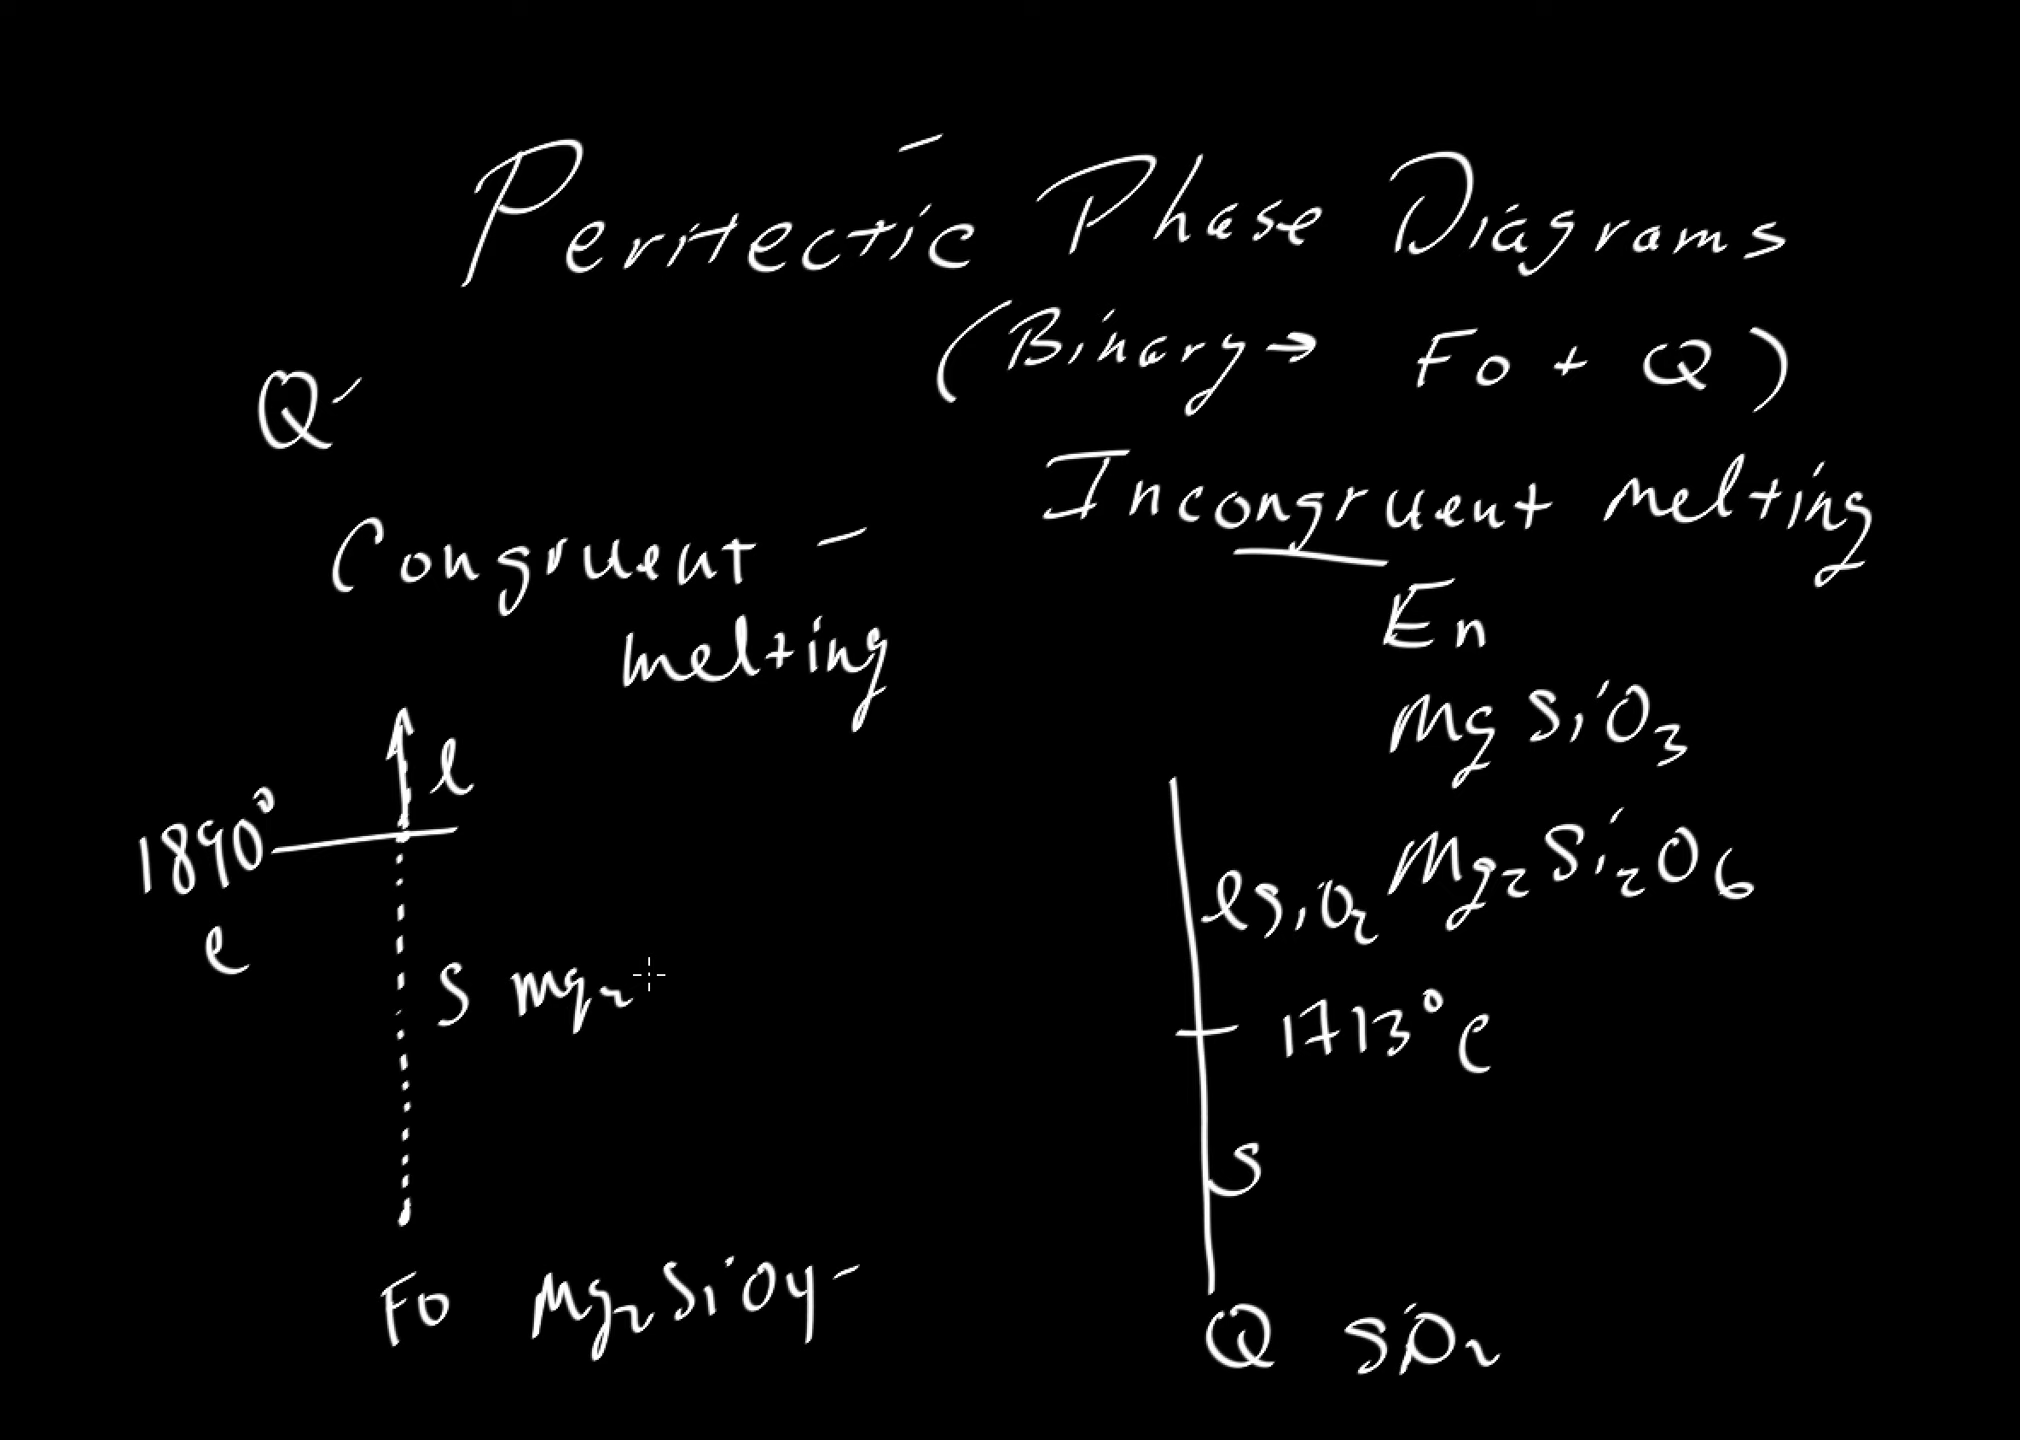 Peritectic Phase Diagrams
(Binary → Fo + Q)
Q
Incongruent melting
Congruent -
melting
En
MgSiO3
l
1890°
C
Mg2Si2O6
lSiO2
S Mg2
1713°C
S
Fo Mg2SiO4
Q SiO2